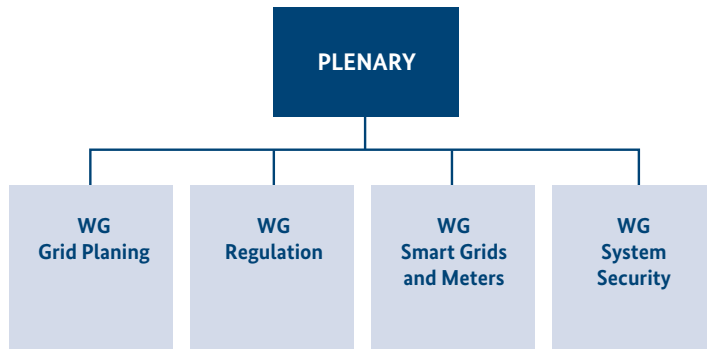 PLENARY
WG
Grid Planing
WG
Regulation
WG
Smart Grids
and Meters
WG
System
Security